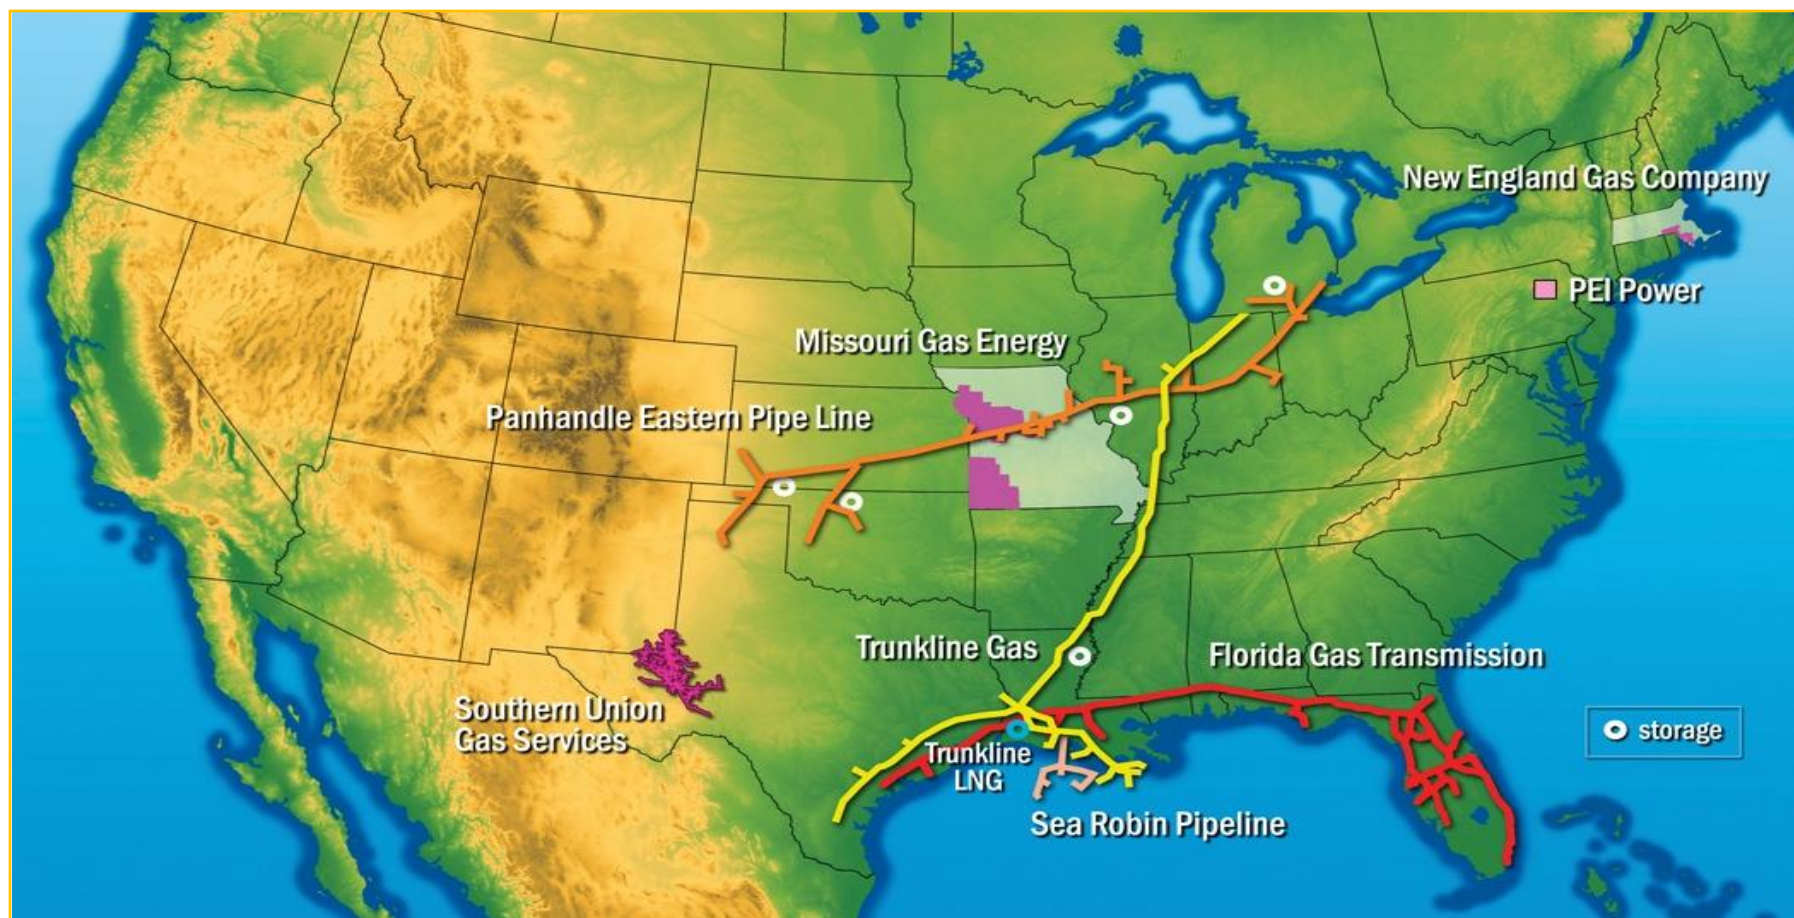 New England Gas Company
PEI Power
Missouri Gas Energy
Panhandle Eastern Pipe Line
Trunkline Gas
Florida Gas Transmission
Southern Union
Gas Services
storage
Trunkline
LNG
Sea Robin Pipeline